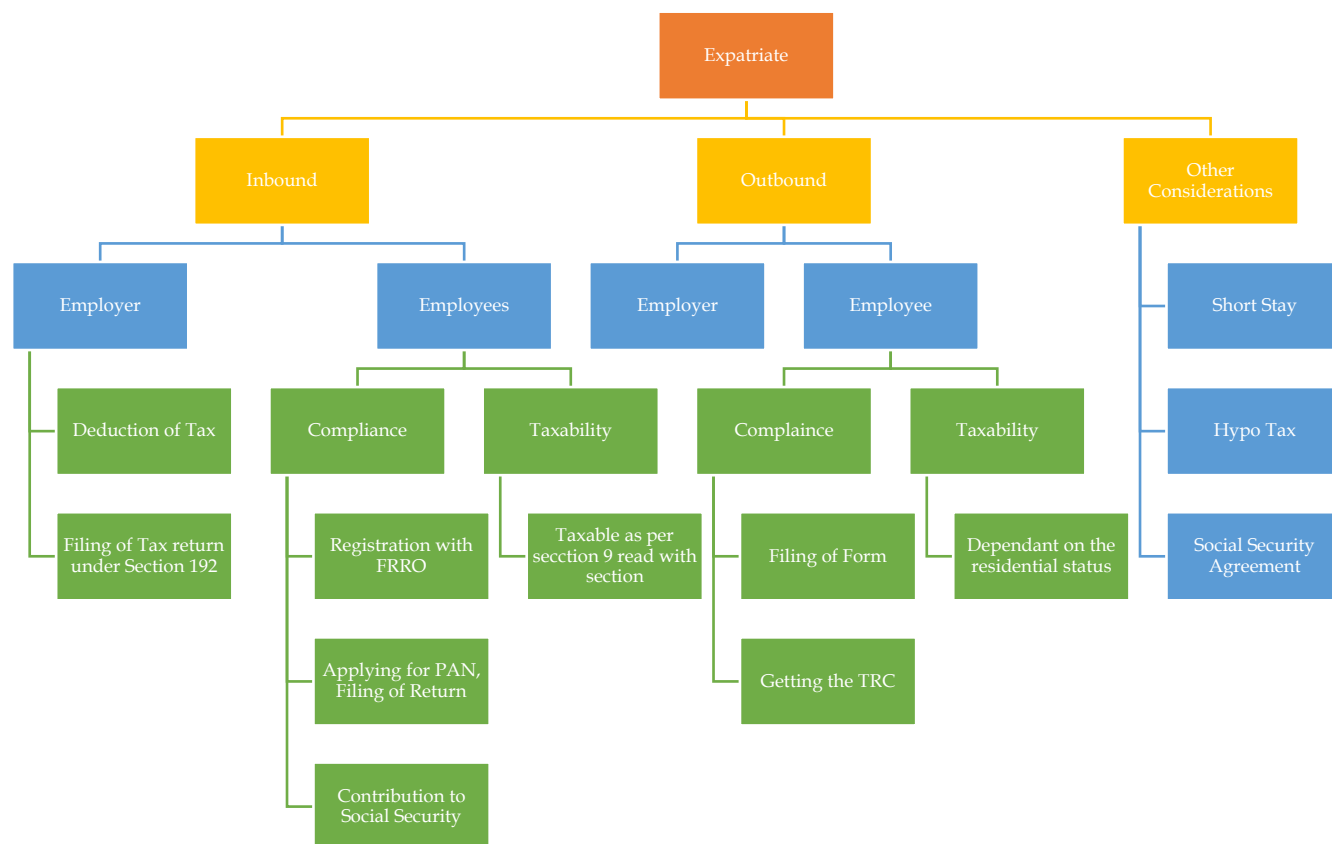 Expatriate
Inbound
Outbound
Other
Considerations
Employer
Employees
Employer
Employee
Short Stay
Deduction of Tax
Compliance
Taxability
Complaince
Taxability
Hypo Tax
Filing of Tax return
under Section 192
Registration with
FRRO
Taxable as per
secction 9 read with
section
Filing of Form
Dependant on the
residential status
Social Security
Agreement
Applying for PAN,
Filing of Return
Getting the TRC
Contribution to
Social Security